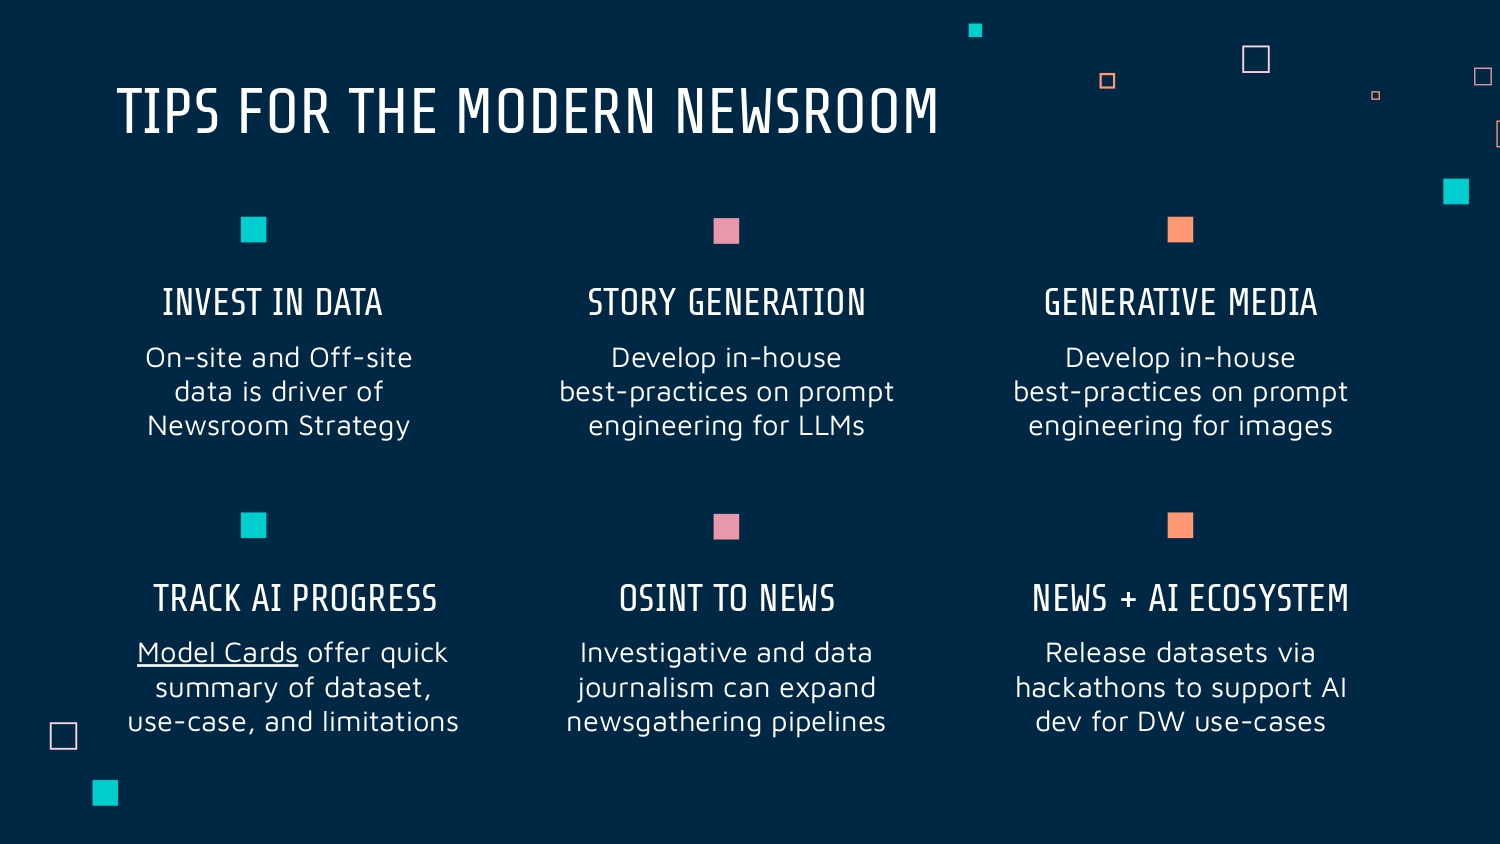 TIPS FOR THE MODERN NEWSROOM
INVEST IN DATA
On-site and Off-site
data is driver of
Newsroom Strategy
STORY GENERATION
Develop in-house
best-practices on prompt
engineering for LLMs
GENERATIVE MEDIA
Develop in-house
best-practices on prompt
engineering for images
TRACK AI PROGRESS
Model Cards offer quick
summary of dataset,
use-case, and limitations
OSINT TO NEWS
Investigative and data
journalism can expand
newsgathering pipelines
NEWS + AI ECOSYSTEM
Release datasets via
hackathons to support AI
dev for DW use-cases